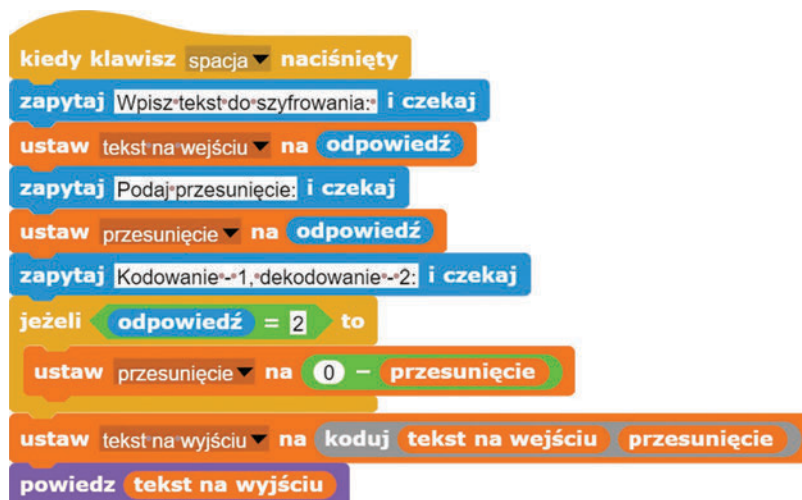 kiedy klawisz spacja naciśnięty
zapytaj Wpisz tekst do szyfrowania: i czekaj
ustaw tekst na wejściu na odpowiedź
zapytaj Podaj przesunięcie: i czekaj
ustaw przesunięcie na odpowiedź
zapytaj Kodowanie - 1, dekodowanie - 2: i czekaj
jeżeli odpowiedź = 2 to
ustaw przesunięcie na 0 − przesunięcie
ustaw tekst na wyjściu na koduj tekst na wejściu przesunięcie
powiedz tekst na wyjściu